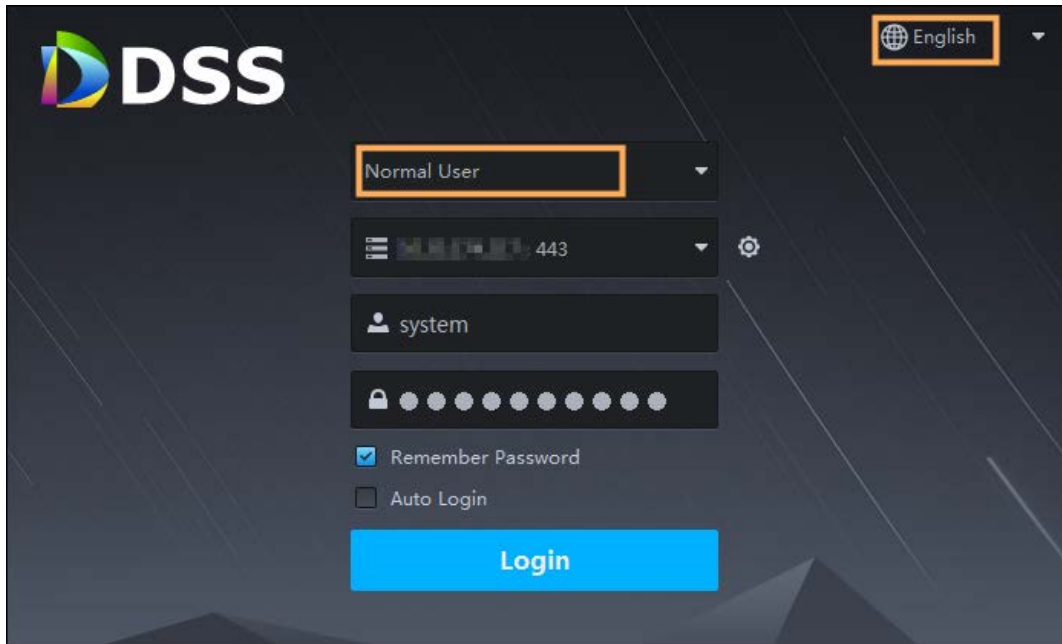 DSS
English
Normal User
443
system
Remember Password
Auto Login
Login